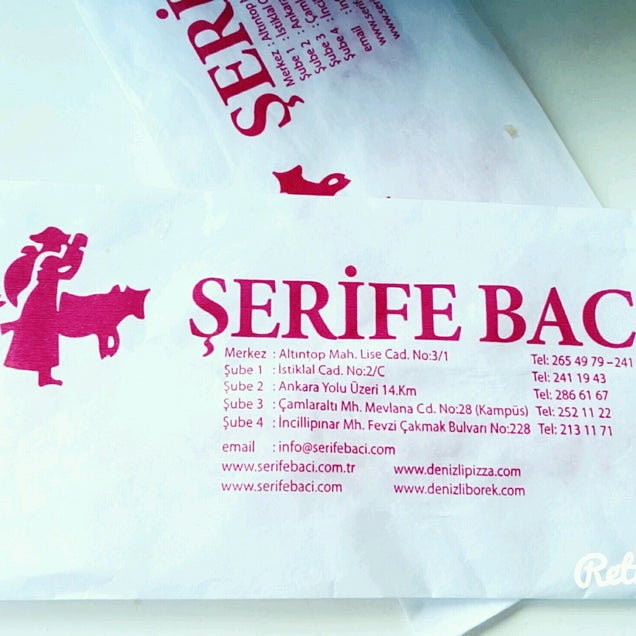 ŞERİ
Merkez : Altıntop
Şube 1 : İstiklal
Şube 2 : Ankara
Şube 3
Şube 4
email
ŞERİFE BAC
Merkez : Altıntop Mah. Lise Cad. No:3/1 Tel: 265 49 79 – 241
Şube 1 : İstiklal Cad. No:2/C Tel: 241 19 43
Şube 2 : Ankara Yolu Üzeri 14.Km Tel: 286 61 67
Şube 3 : Çamlaraltı Mh. Mevlana Cd. No:28 (Kampüs) Tel: 252 11 22
Şube 4 : İncillipınar Mh. Fevzi Çakmak Bulvarı No:228 Tel: 213 11 71
email : info@serifebaci.com
www.serifebaci.com.tr www.denizlipizza.com
www.serifebaci.com www.denizliborek.com
Ret